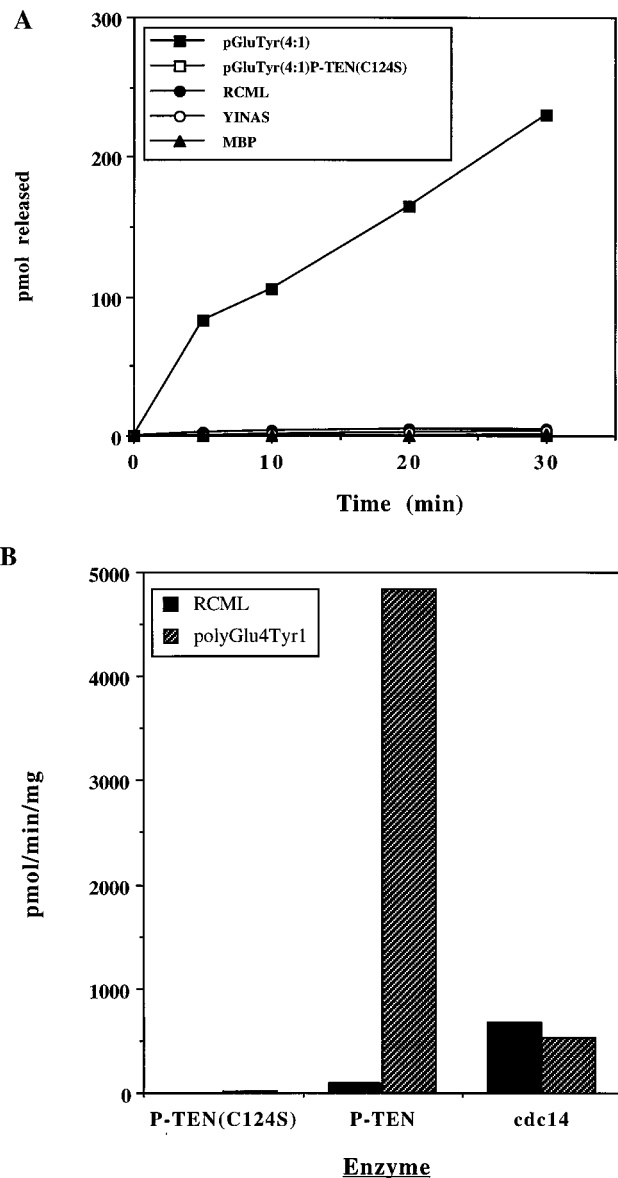 A
300
200
100
0
pmol released
pGluTyr(4:1)
pGluTyr(4:1)P-TEN(C124S)
RCML
YINAS
MBP
0 10 20 30
Time (min)
B
5000
4000
3000
2000
1000
0
pmol/min/mg
RCML
polyGlu4Tyr1
P-TEN(C124S) P-TEN cdc14
Enzyme